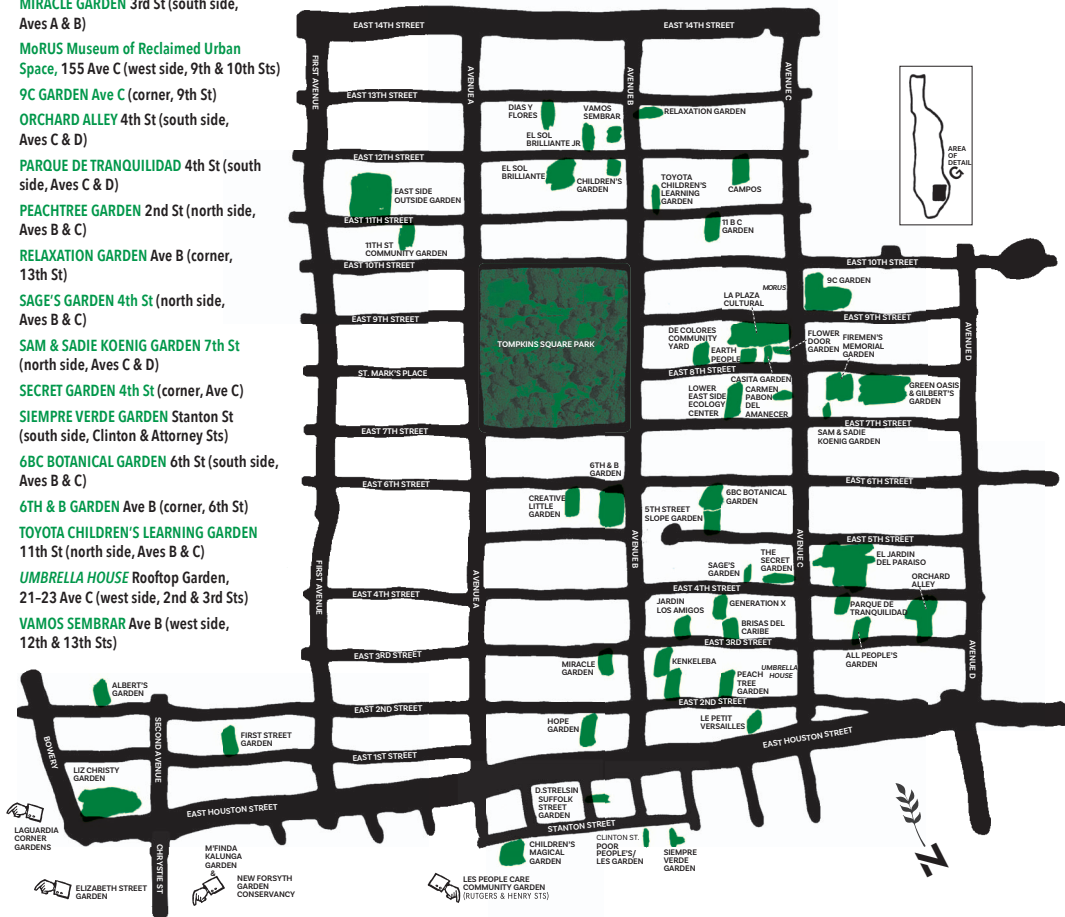 MIRACLE GARDEN 3rd St (south side,
Aves A & B)
MoRUS Museum of Reclaimed Urban
Space, 155 Ave C (west side, 9th & 10th Sts)
9C GARDEN Ave C (corner, 9th St)
ORCHARD ALLEY 4th St (south side,
Aves C & D)
PARQUE DE TRANQUILIDAD 4th St (south
side, Aves C & D)
PEACHTREE GARDEN 2nd St (north side,
Aves B & C)
RELAXATION GARDEN Ave B (corner,
13th St)
SAGE'S GARDEN 4th St (north side,
Aves B & C)
SAM & SADIE KOENIG GARDEN 7th St
(north side, Aves C & D)
SECRET GARDEN 4th St (corner, Ave C)
SIEMPRE VERDE GARDEN Stanton St
(south side, Clinton & Attorney Sts)
6BC BOTANICAL GARDEN 6th St (south side,
Aves B & C)
6TH & B GARDEN Ave B (corner, 6th St)
TOYOTA CHILDREN'S LEARNING GARDEN
11th St (north side, Aves B & C)
UMBRELLA HOUSE Rooftop Garden,
21–23 Ave C (west side, 2nd & 3rd Sts)
VAMOS SEMBRAR Ave B (west side,
12th & 13th Sts)
EAST 14TH STREET
EAST 14TH STREET
FIRST AVENUE
AVENUE A
AVENUE B
AVENUE C
EAST 13TH STREET
DIAS Y
FLORES
VAMOS
SEMBRAR
RELAXATION GARDEN
EL SOL
BRILLIANTE JR
EAST 12TH STREET
EL SOL
BRILLIANTE
CHILDREN'S
GARDEN
TOYOTA
CHILDREN'S
LEARNING
GARDEN
CAMPOS
EAST SIDE
OUTSIDE GARDEN
AREA
OF
DETAIL
EAST 11TH STREET
11 B C
GARDEN
11TH ST
COMMUNITY GARDEN
EAST 10TH STREET
EAST 10TH STREET
MORUS
9C GARDEN
LA PLAZA
CULTURAL
EAST 9TH STREET
EAST 9TH STREET
AVENUE D
TOMPKINS SQUARE PARK
DE COLORES
COMMUNITY
YARD
EARTH
PEOPLE
FLOWER
DOOR
GARDEN
FIREMEN'S
MEMORIAL
GARDEN
ST. MARK'S PLACE
EAST 8TH STREET
CASITA GARDEN
LOWER
EAST SIDE
ECOLOGY
CENTER
CARMEN
PABON
DEL
AMANECER
GREEN OASIS
& GILBERT'S
GARDEN
EAST 7TH STREET
EAST 7TH STREET
SAM & SADIE
KOENIG GARDEN
6TH & B
GARDEN
EAST 6TH STREET
EAST 6TH STREET
CREATIVE
LITTLE
GARDEN
6BC BOTANICAL
GARDEN
5TH STREET
SLOPE GARDEN
AVENUE B
AVENUE C
EAST 5TH STREET
FIRST AVENUE
AVENUE A
SAGE'S
GARDEN
THE
SECRET
GARDEN
EL JARDIN
DEL PARAISO
ORCHARD
ALLEY
EAST 4TH STREET
EAST 4TH STREET
JARDIN
LOS AMIGOS
GENERATION X
BRISAS DEL
CARIBE
PARQUE DE
TRANQUILIDAD
EAST 3RD STREET
EAST 3RD STREET
AVENUE D
ALL PEOPLE'S
GARDEN
MIRACLE
GARDEN
KENKELEBA
PEACH
TREE
GARDEN
UMBRELLA
HOUSE
ALBERT'S
GARDEN
EAST 2ND STREET
EAST 2ND STREET
BOWERY
SECOND AVENUE
FIRST STREET
GARDEN
HOPE
GARDEN
LE PETIT
VERSAILLES
EAST HOUSTON STREET
EAST 1ST STREET
LIZ CHRISTY
GARDEN
EAST HOUSTON STREET
D.STRELSIN
SUFFOLK
STREET
GARDEN
STANTON STREET
LAGUARDIA
CORNER
GARDENS
CHRYSTIE ST
M'FINDA
KALUNGA
GARDEN
&
NEW FORSYTH
GARDEN
CONSERVANCY
CHILDREN'S
MAGICAL
GARDEN
CLINTON ST.
POOR
PEOPLE'S/
LES GARDEN
SIEMPRE
VERDE
GARDEN
ELIZABETH STREET
GARDEN
LES PEOPLE CARE
COMMUNITY GARDEN
(RUTGERS & HENRY STS)
N